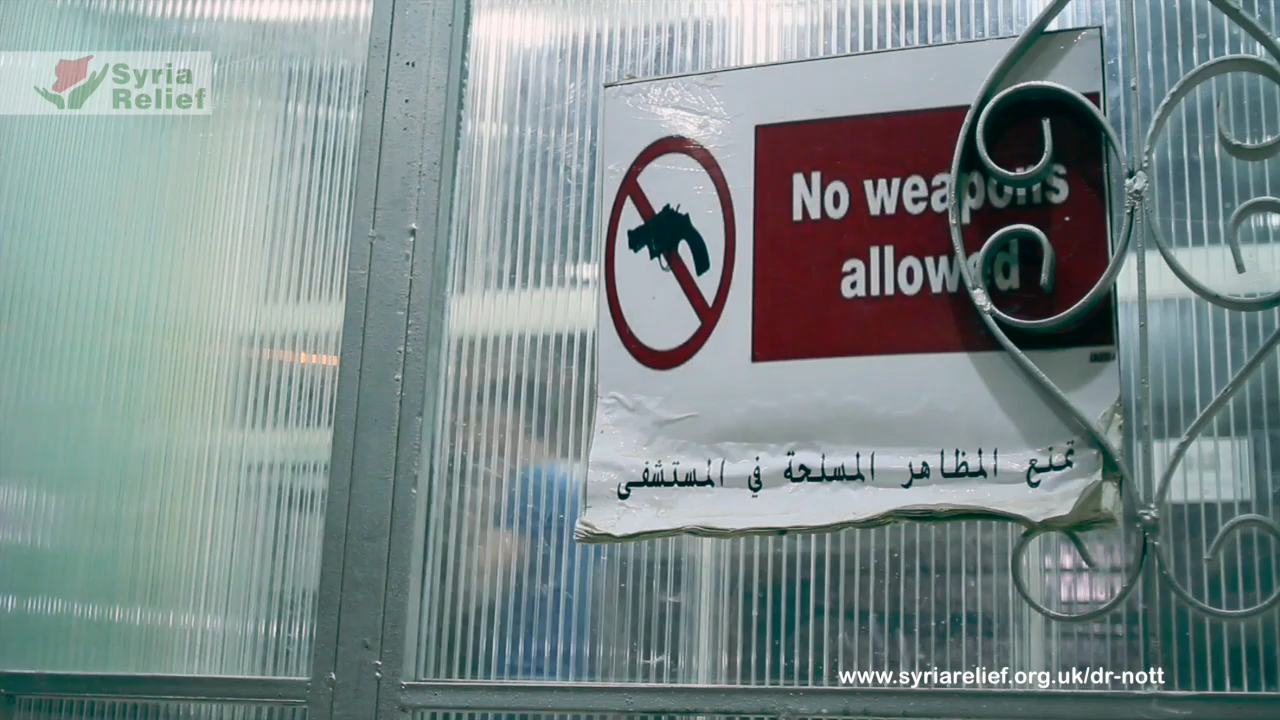 Syria
Relief
No weapons
allowed
تمنع المظاهر المسلحة في المستشفى
www.syriarelief.org.uk/dr-nott